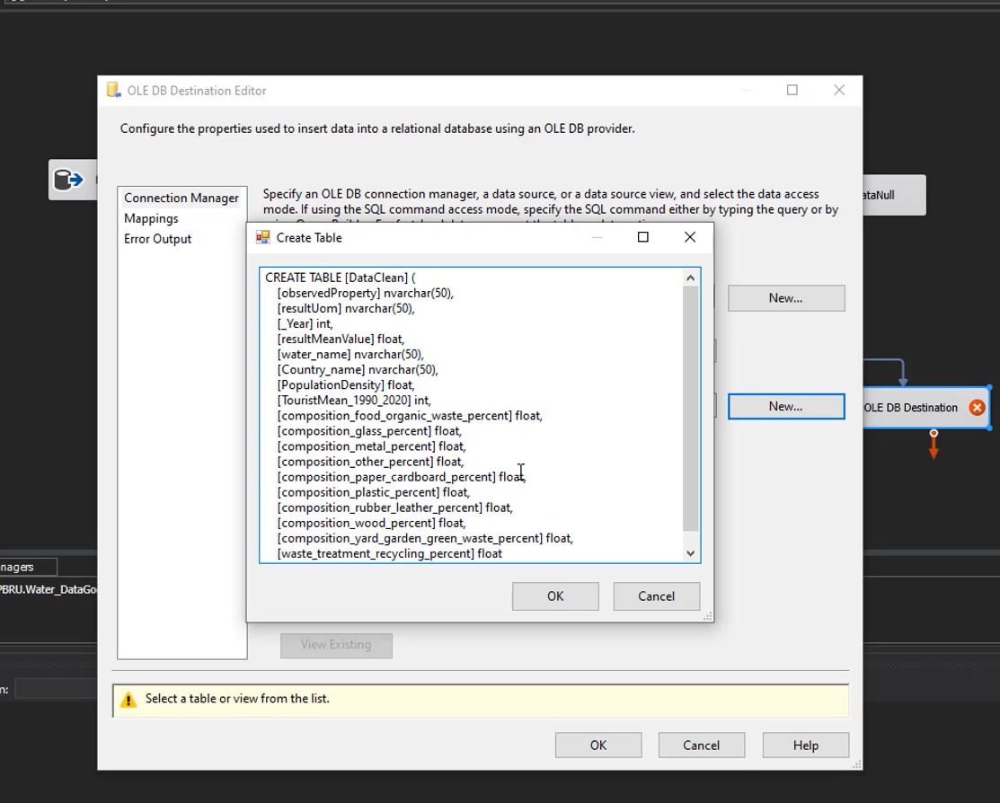 OLE DB Destination Editor
Configure the properties used to insert data into a relational database using an OLE DB provider.
Connection Manager
Mappings
Error Output
Specify an OLE DB connection manager, a data source, or a data source view, and select the data access
mode. If using the SQL command access mode, specify the SQL command either by typing the query or by
ataNull
Create Table
CREATE TABLE [DataClean] (
[observedProperty] nvarchar(50),
[resultUom] nvarchar(50),
[_Year] int,
[resultMeanValue] float,
[water_name] nvarchar(50),
[Country_name] nvarchar(50),
[PopulationDensity] float,
[TouristMean_1990_2020] int,
[composition_food_organic_waste_percent] float,
[composition_glass_percent] float,
[composition_metal_percent] float,
[composition_other_percent] float,
[composition_paper_cardboard_percent] float,
[composition_plastic_percent] float,
[composition_rubber_leather_percent] float,
[composition_wood_percent] float,
[composition_yard_garden_green_waste_percent] float,
[waste_treatment_recycling_percent] float
OK
Cancel
New...
New...
OLE DB Destination
nagers
PBRU.Water_DataGo
m:
View Existing
Select a table or view from the list.
OK
Cancel
Help